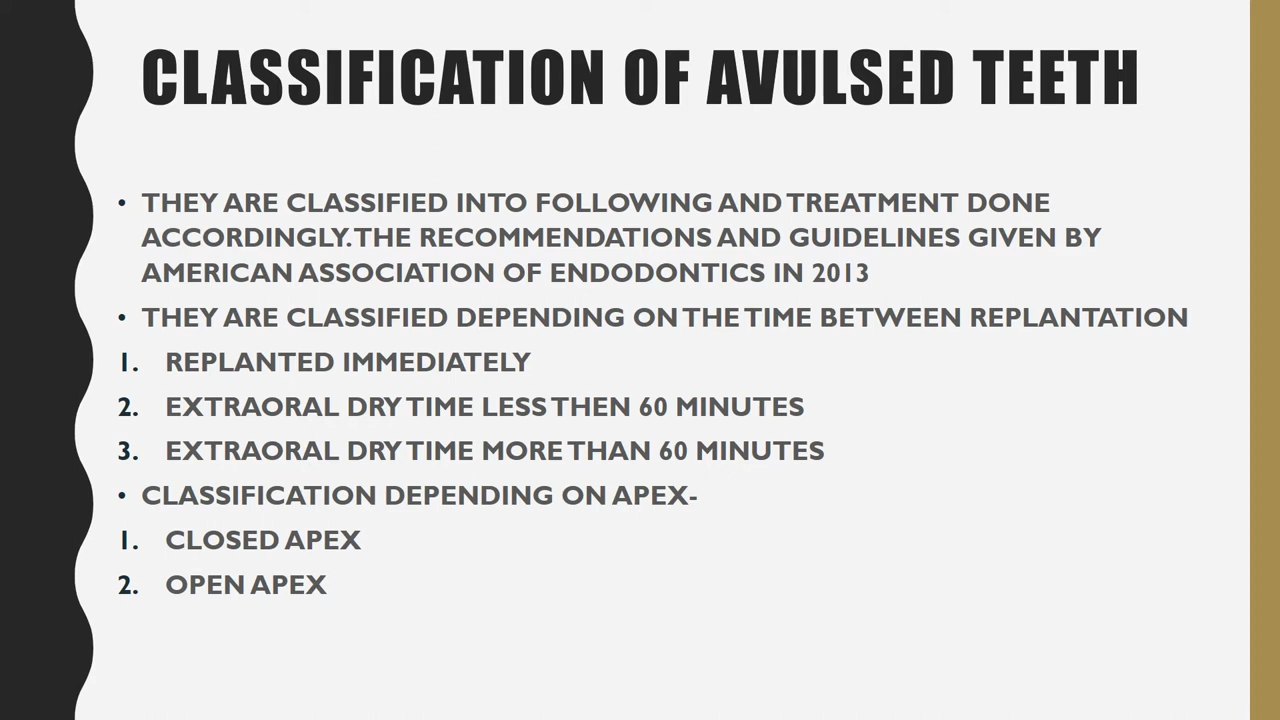 CLASSIFICATION OF AVULSED TEETH
• THEY ARE CLASSIFIED INTO FOLLOWING AND TREATMENT DONE
ACCORDINGLY.THE RECOMMENDATIONS AND GUIDELINES GIVEN BY
AMERICAN ASSOCIATION OF ENDODONTICS IN 2013
• THEY ARE CLASSIFIED DEPENDING ON THE TIME BETWEEN REPLANTATION
1. REPLANTED IMMEDIATELY
2. EXTRAORAL DRY TIME LESS THEN 60 MINUTES
3. EXTRAORAL DRY TIME MORE THAN 60 MINUTES
• CLASSIFICATION DEPENDING ON APEX-
1. CLOSED APEX
2. OPEN APEX